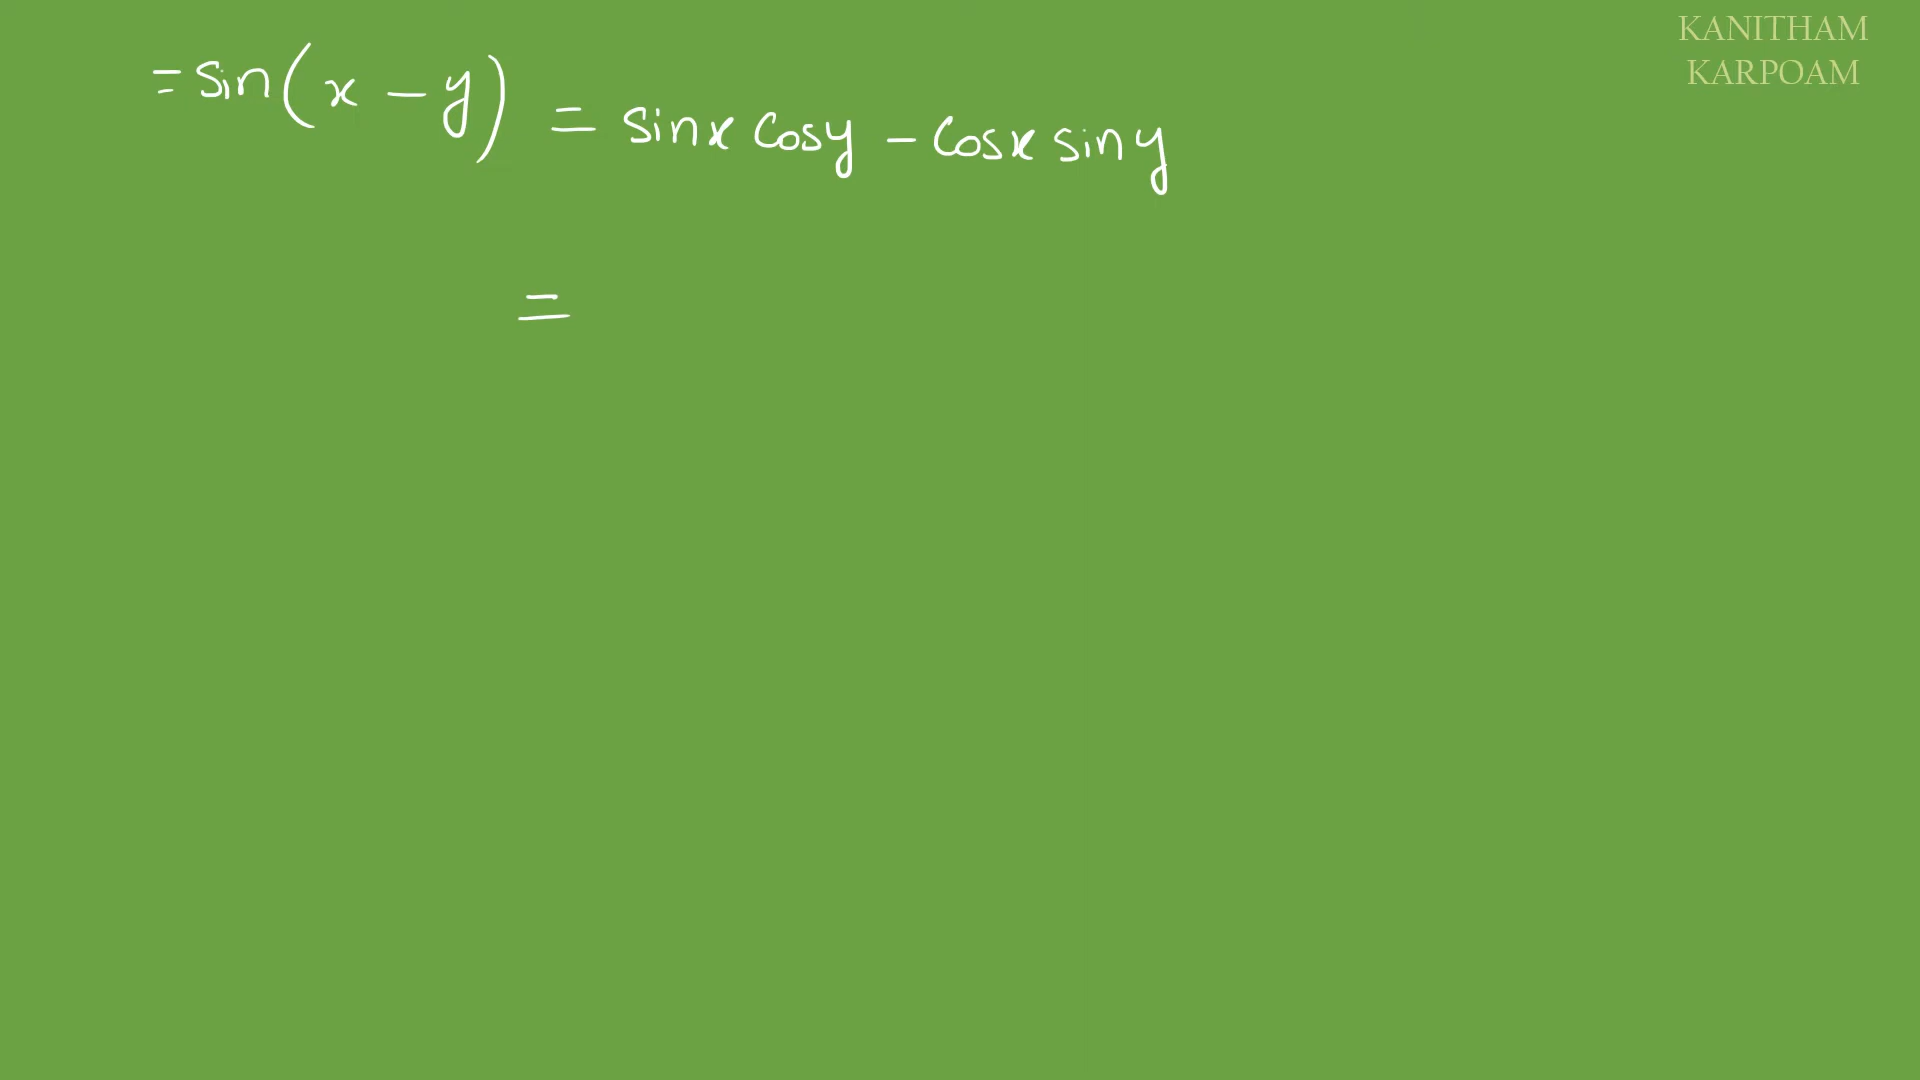 KANITHAM
KARPOAM
= sin(x - y) = sinx cosy - cosx siny
=